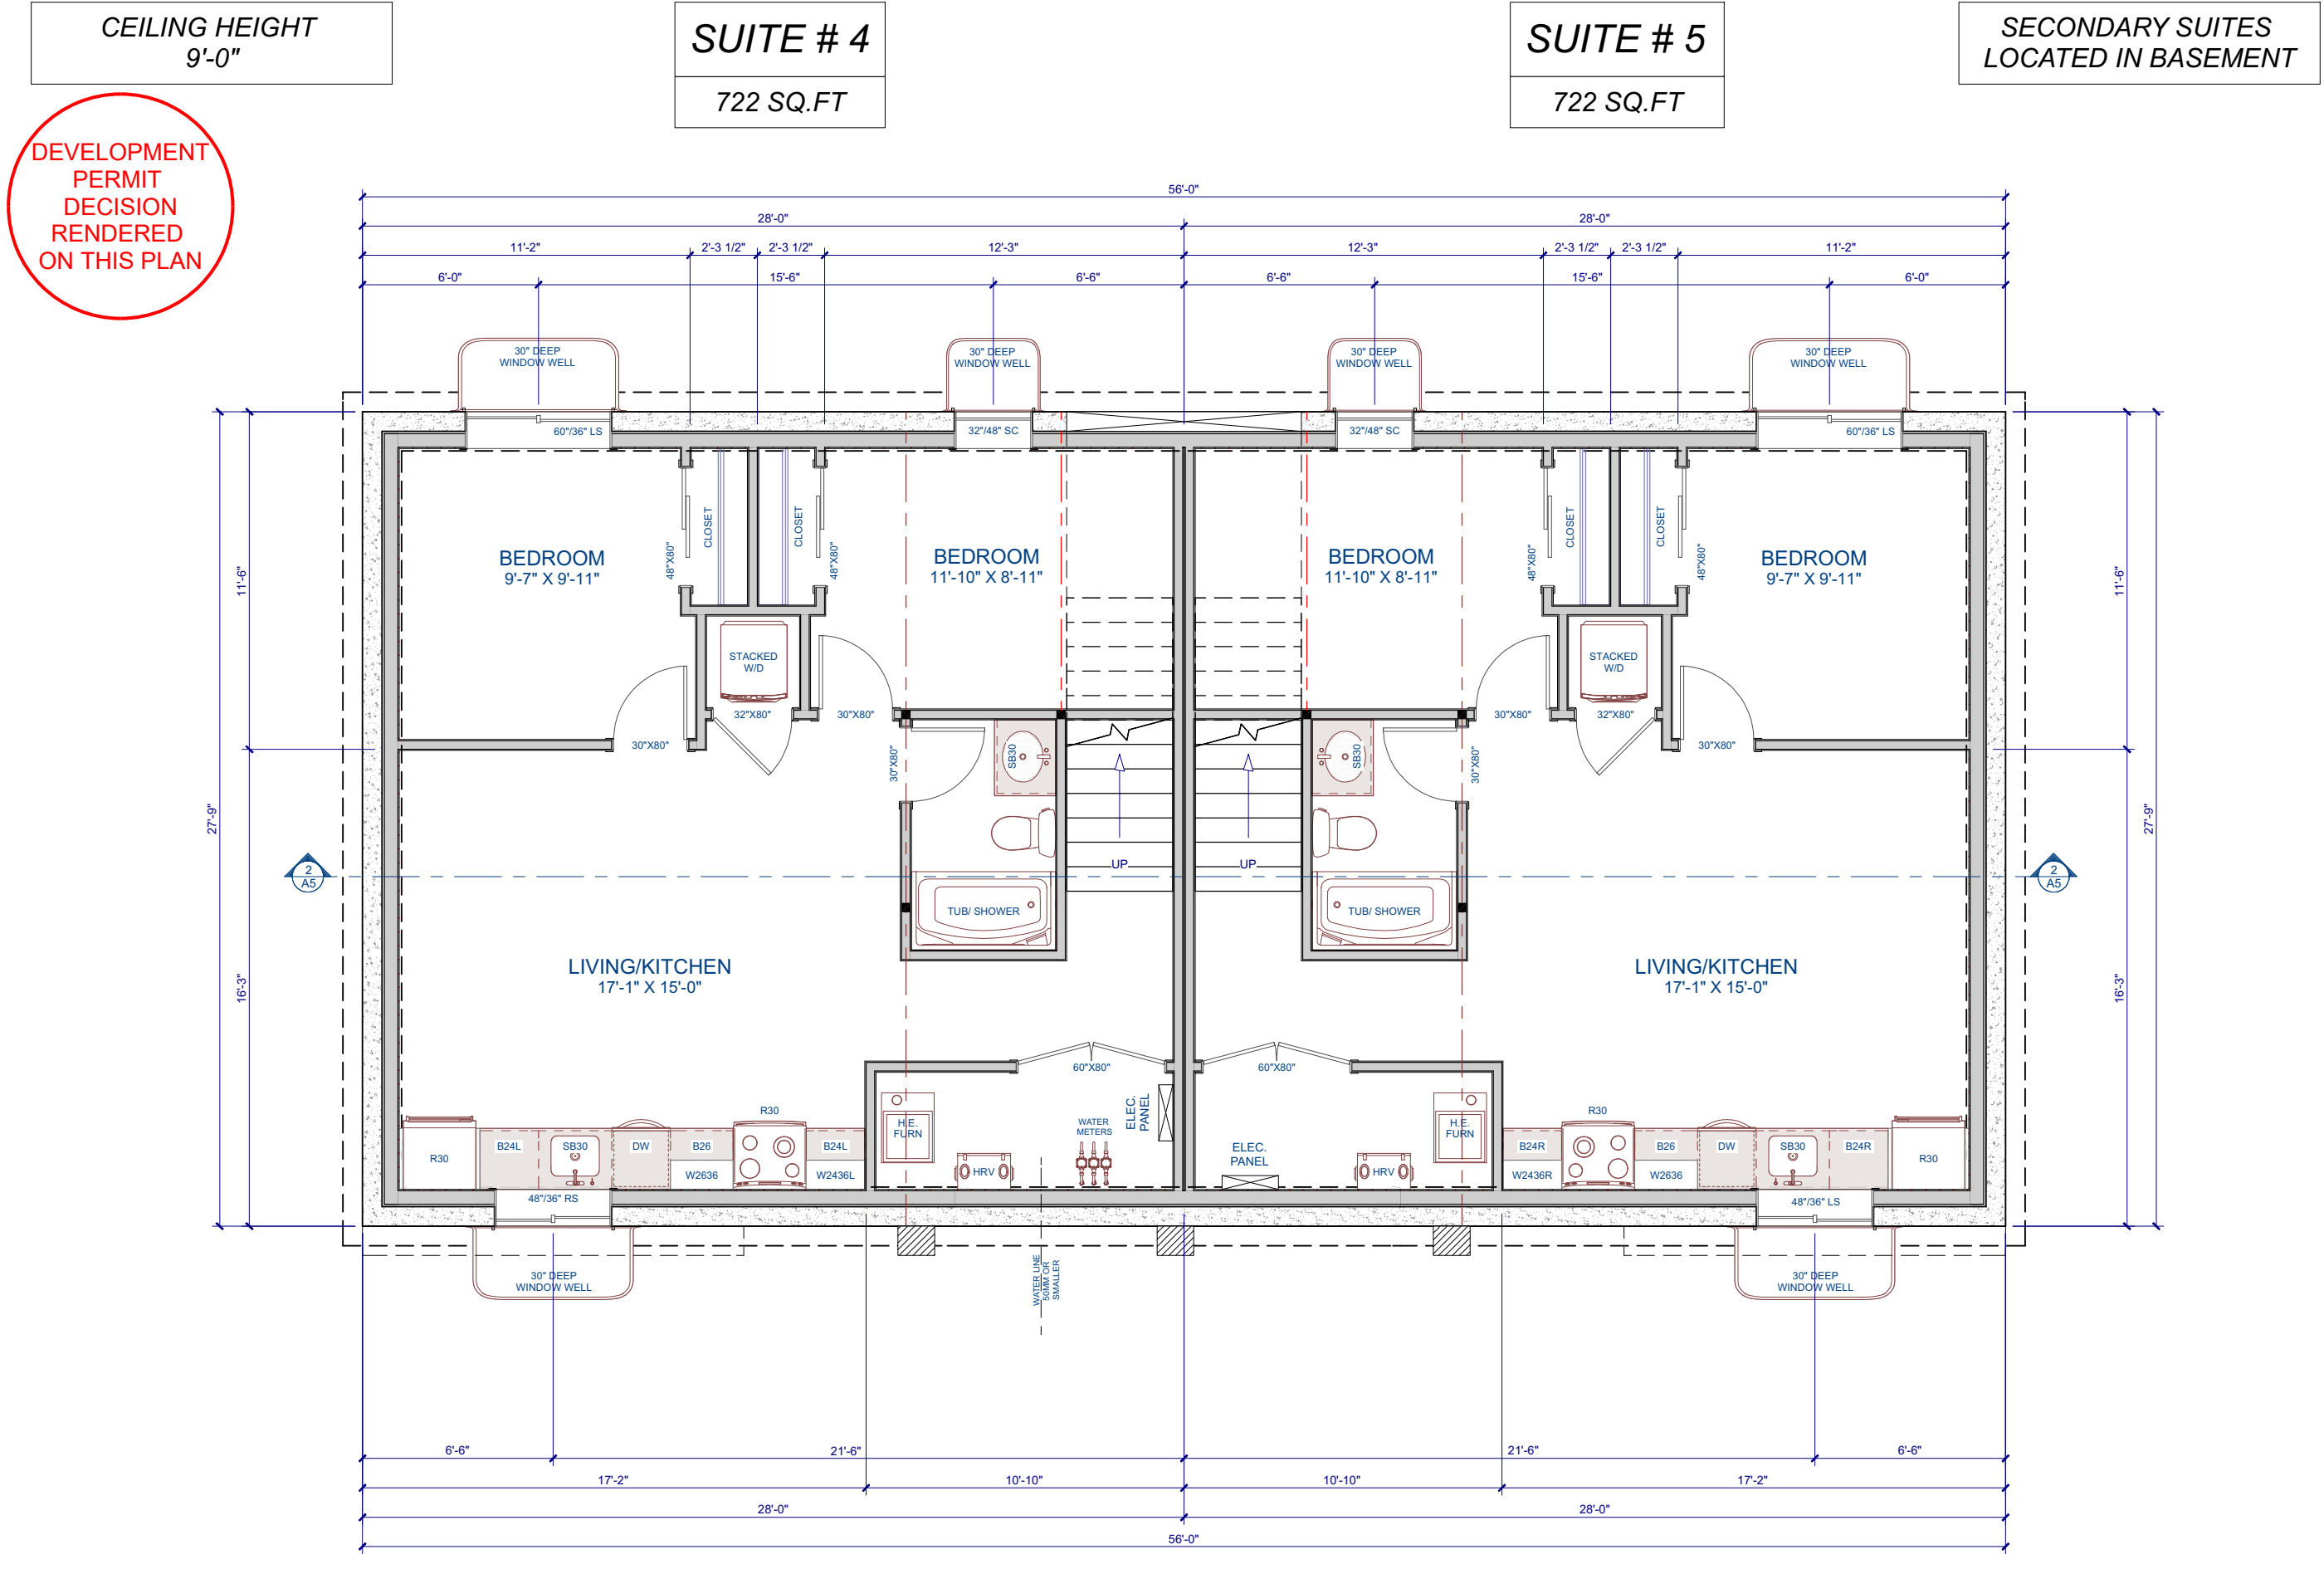 CEILING HEIGHT
9'-0"
SUITE # 4
722 SQ.FT
SUITE # 5
722 SQ.FT
SECONDARY SUITES
LOCATED IN BASEMENT
DEVELOPMENT
PERMIT
DECISION
RENDERED
ON THIS PLAN
56'-0"
28'-0" 28'-0"
11'-2" 2'-3 1/2" 2'-3 1/2" 12'-3" 12'-3" 2'-3 1/2" 2'-3 1/2" 11'-2"
6'-0" 15'-6" 6'-6" 6'-6" 15'-6" 6'-0"
30" DEEP
WINDOW WELL
30" DEEP
WINDOW WELL
30" DEEP
WINDOW WELL
30" DEEP
WINDOW WELL
60"/36" LS 32"/48" SC 32"/48" SC 60"/36" LS
CLOSET CLOSET CLOSET CLOSET
48"X80" 48"X80" 48"X80" 48"X80"
BEDROOM
9'-7" X 9'-11"
BEDROOM
11'-10" X 8'-11"
BEDROOM
11'-10" X 8'-11"
BEDROOM
9'-7" X 9'-11"
11'-6" 11'-6"
STACKED
W/D
STACKED
W/D
32"X80" 30"X80" 30"X80" 32"X80"
30"X80" 30"X80"
30"X80" SB30 SB30 30"X80"
27'-9" 27'-9"
UP UP
2
A5
2
A5
TUB/ SHOWER TUB/ SHOWER
LIVING/KITCHEN
17'-1" X 15'-0"
LIVING/KITCHEN
17'-1" X 15'-0"
16'-3" 16'-3"
60"X80" 60"X80"
R30 B24L SB30 DW B26 R30 B24L
W2636 W2436L
H.E.
FURN
HRV
WATER
METERS
ELEC.
PANEL
ELEC.
PANEL
HRV
H.E.
FURN
B24R R30 B26 DW SB30 B24R R30
W2436R W2636
48"/36" RS 48"/36" LS
30" DEEP
WINDOW WELL
WATER LINE
50MM OR
SMALLER
30" DEEP
WINDOW WELL
6'-6" 21'-6" 21'-6" 6'-6"
17'-2" 10'-10" 10'-10" 17'-2"
28'-0" 28'-0"
56'-0"